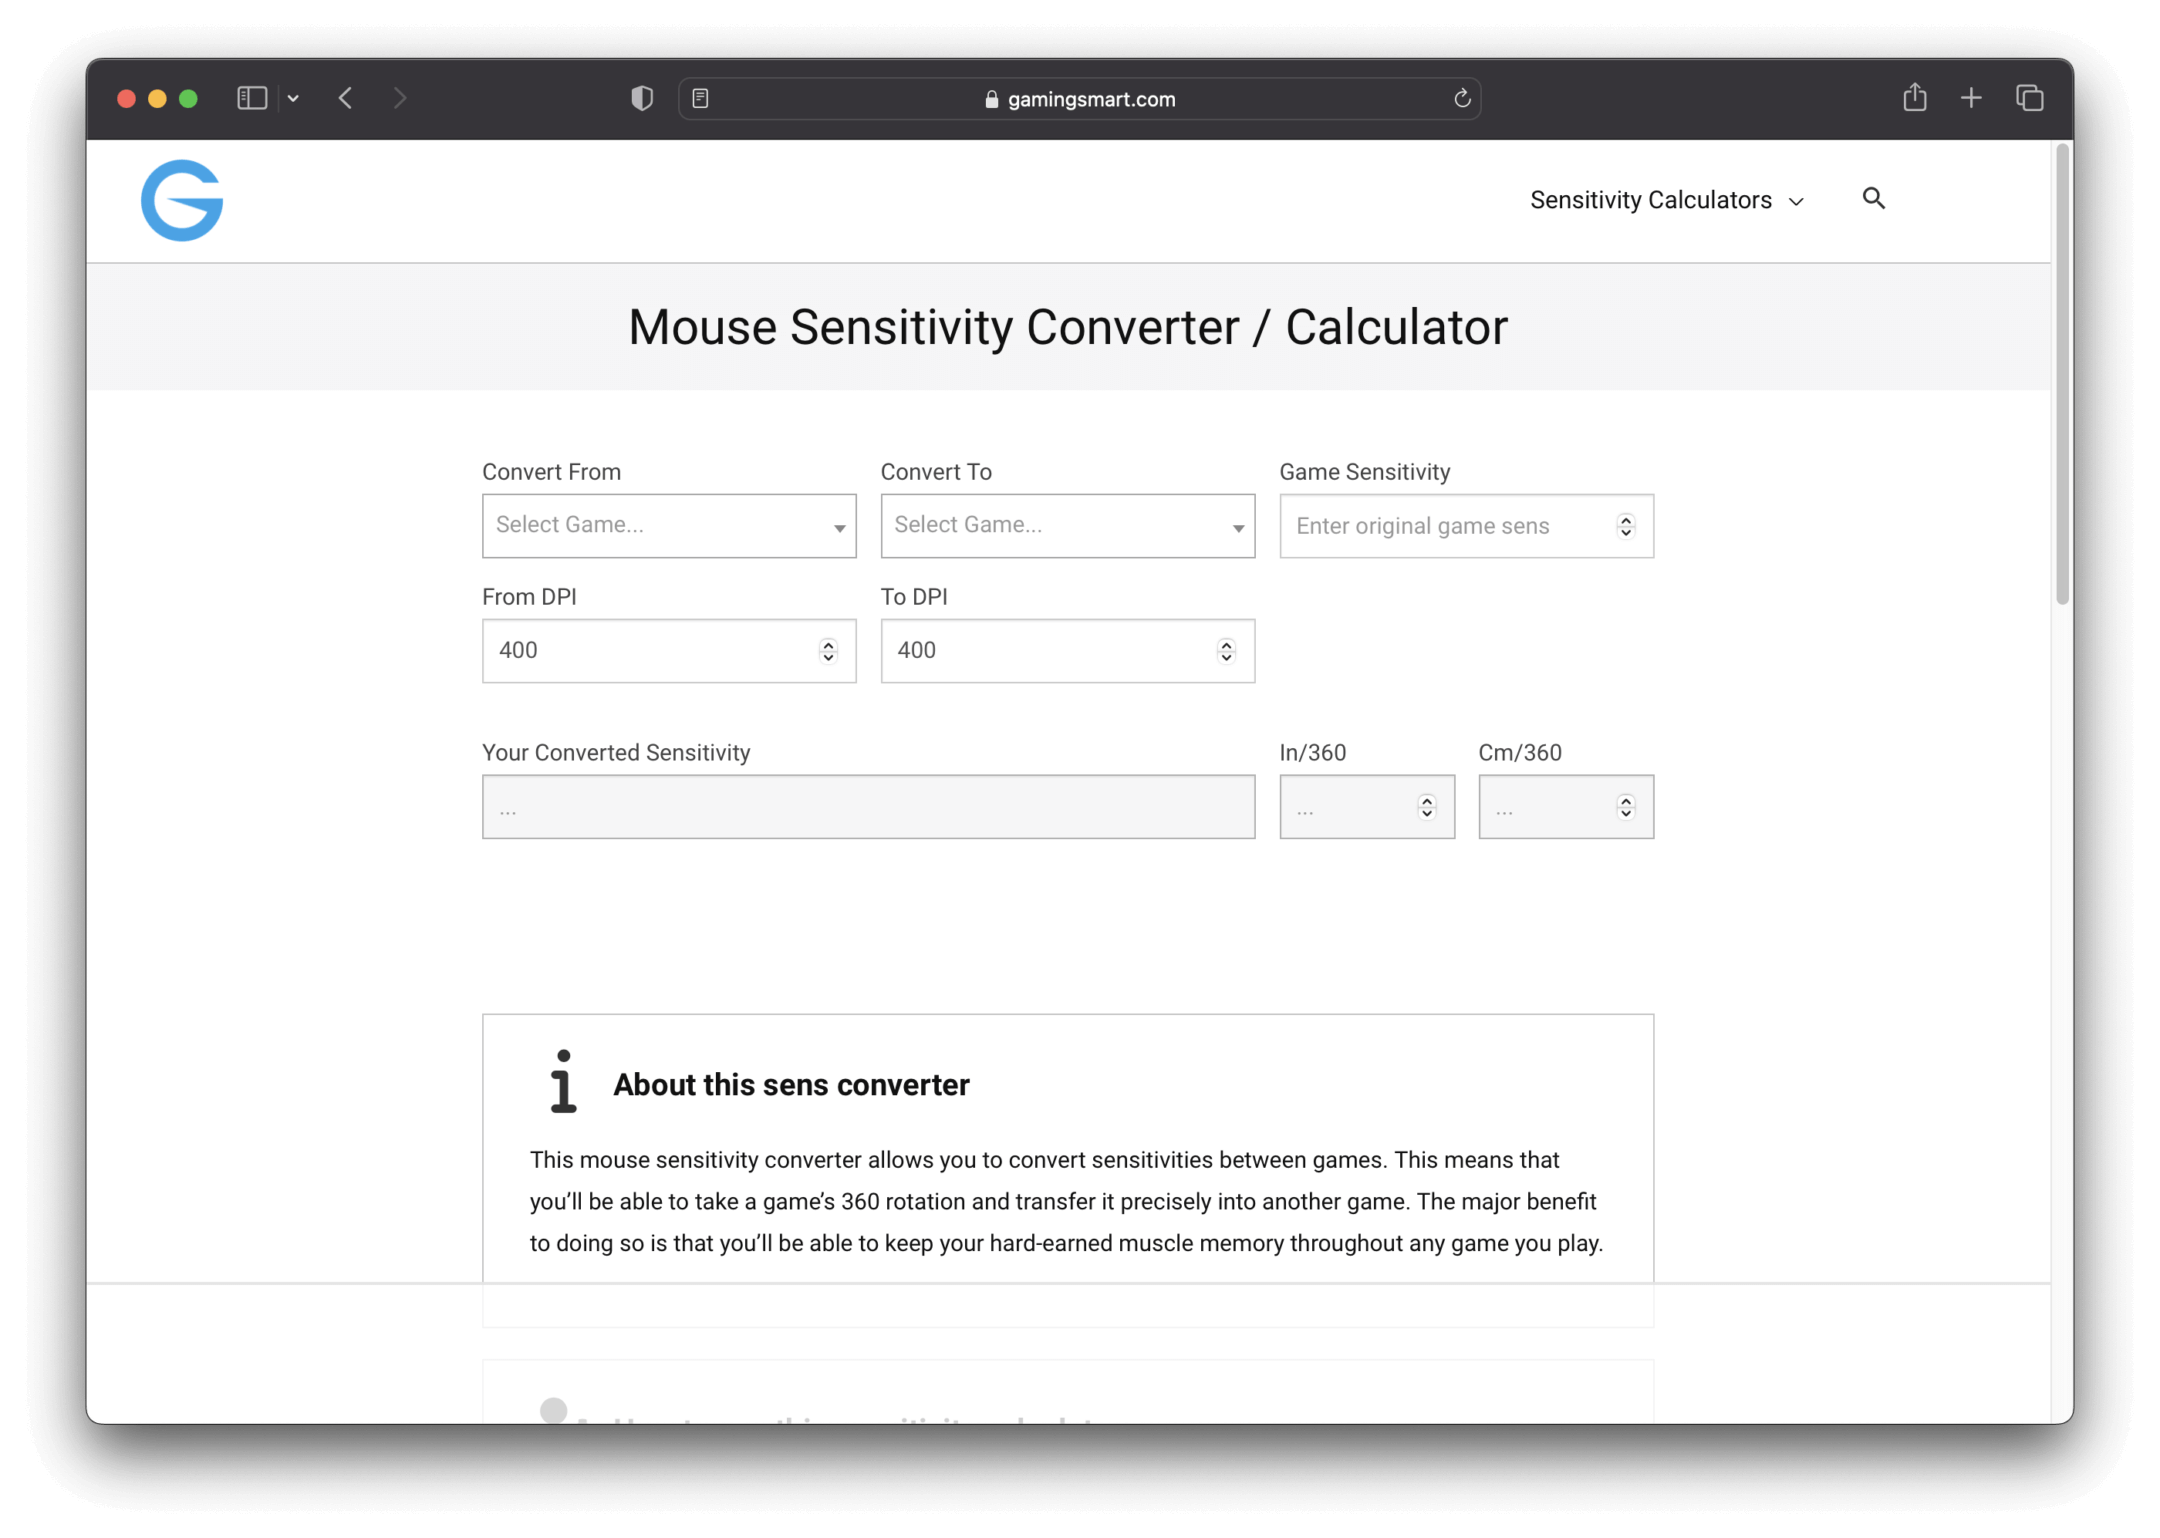 gamingsmart.com
Sensitivity Calculators
Mouse Sensitivity Converter / Calculator
Convert From
Convert To
Game Sensitivity
Select Game...
Select Game...
Enter original game sens
From DPI
To DPI
400
400
Your Converted Sensitivity
In/360
Cm/360
...
...
...
About this sens converter
This mouse sensitivity converter allows you to convert sensitivities between games. This means that
you’ll be able to take a game’s 360 rotation and transfer it precisely into another game. The major benefit
to doing so is that you’ll be able to keep your hard-earned muscle memory throughout any game you play.